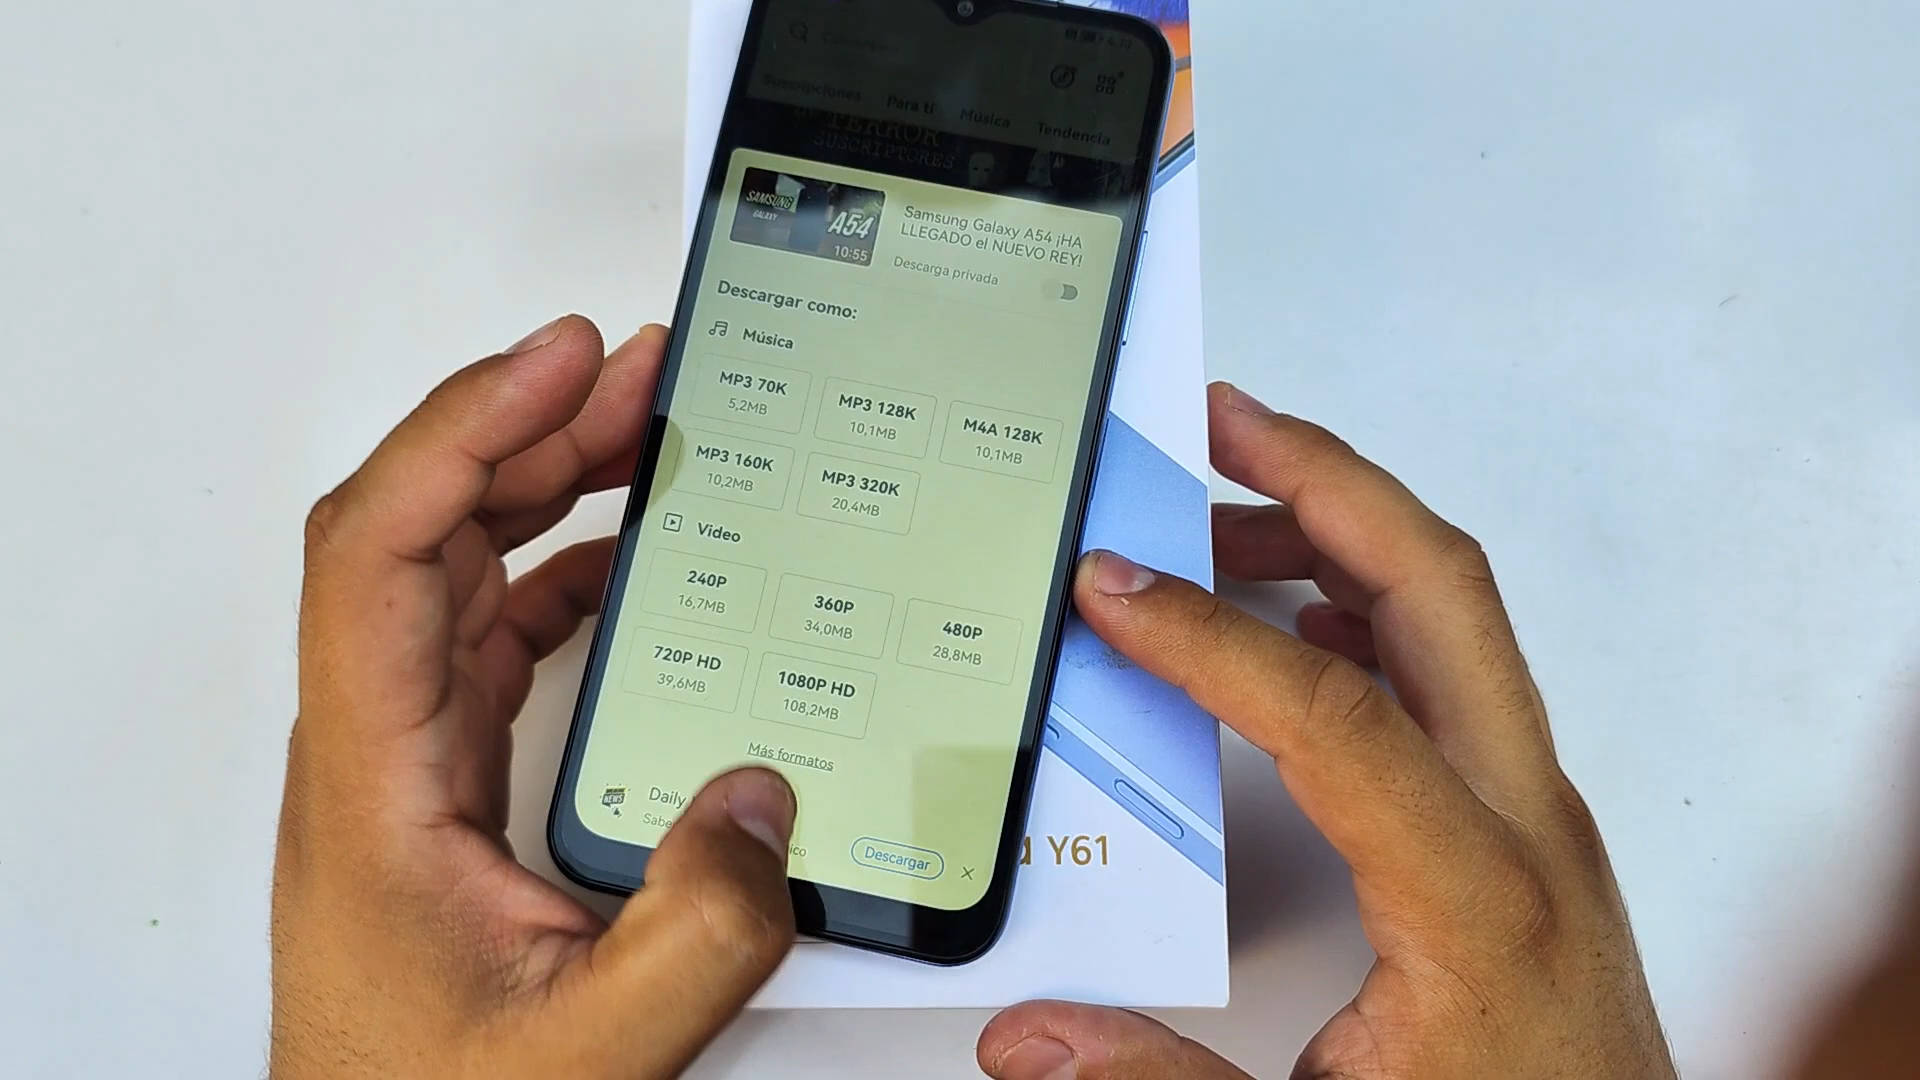 Suscripciones Para ti Música Tendencia
TERROR
SUSCRIPTORES
SAMSUNG
GALAXY
A54
10:55
Samsung Galaxy A54 ¡HA
LLEGADO el NUEVO REY!
Descarga privada
Descargar como:
Música
MP3 70K
5,2MB
MP3 128K
10,1MB
M4A 128K
10,1MB
MP3 160K
10,2MB
MP3 320K
20,4MB
Video
240P
16,7MB
360P
34,0MB
480P
28,8MB
720P HD
39,6MB
1080P HD
108,2MB
Más formatos
NEWS
Daily
Descargar
Y61